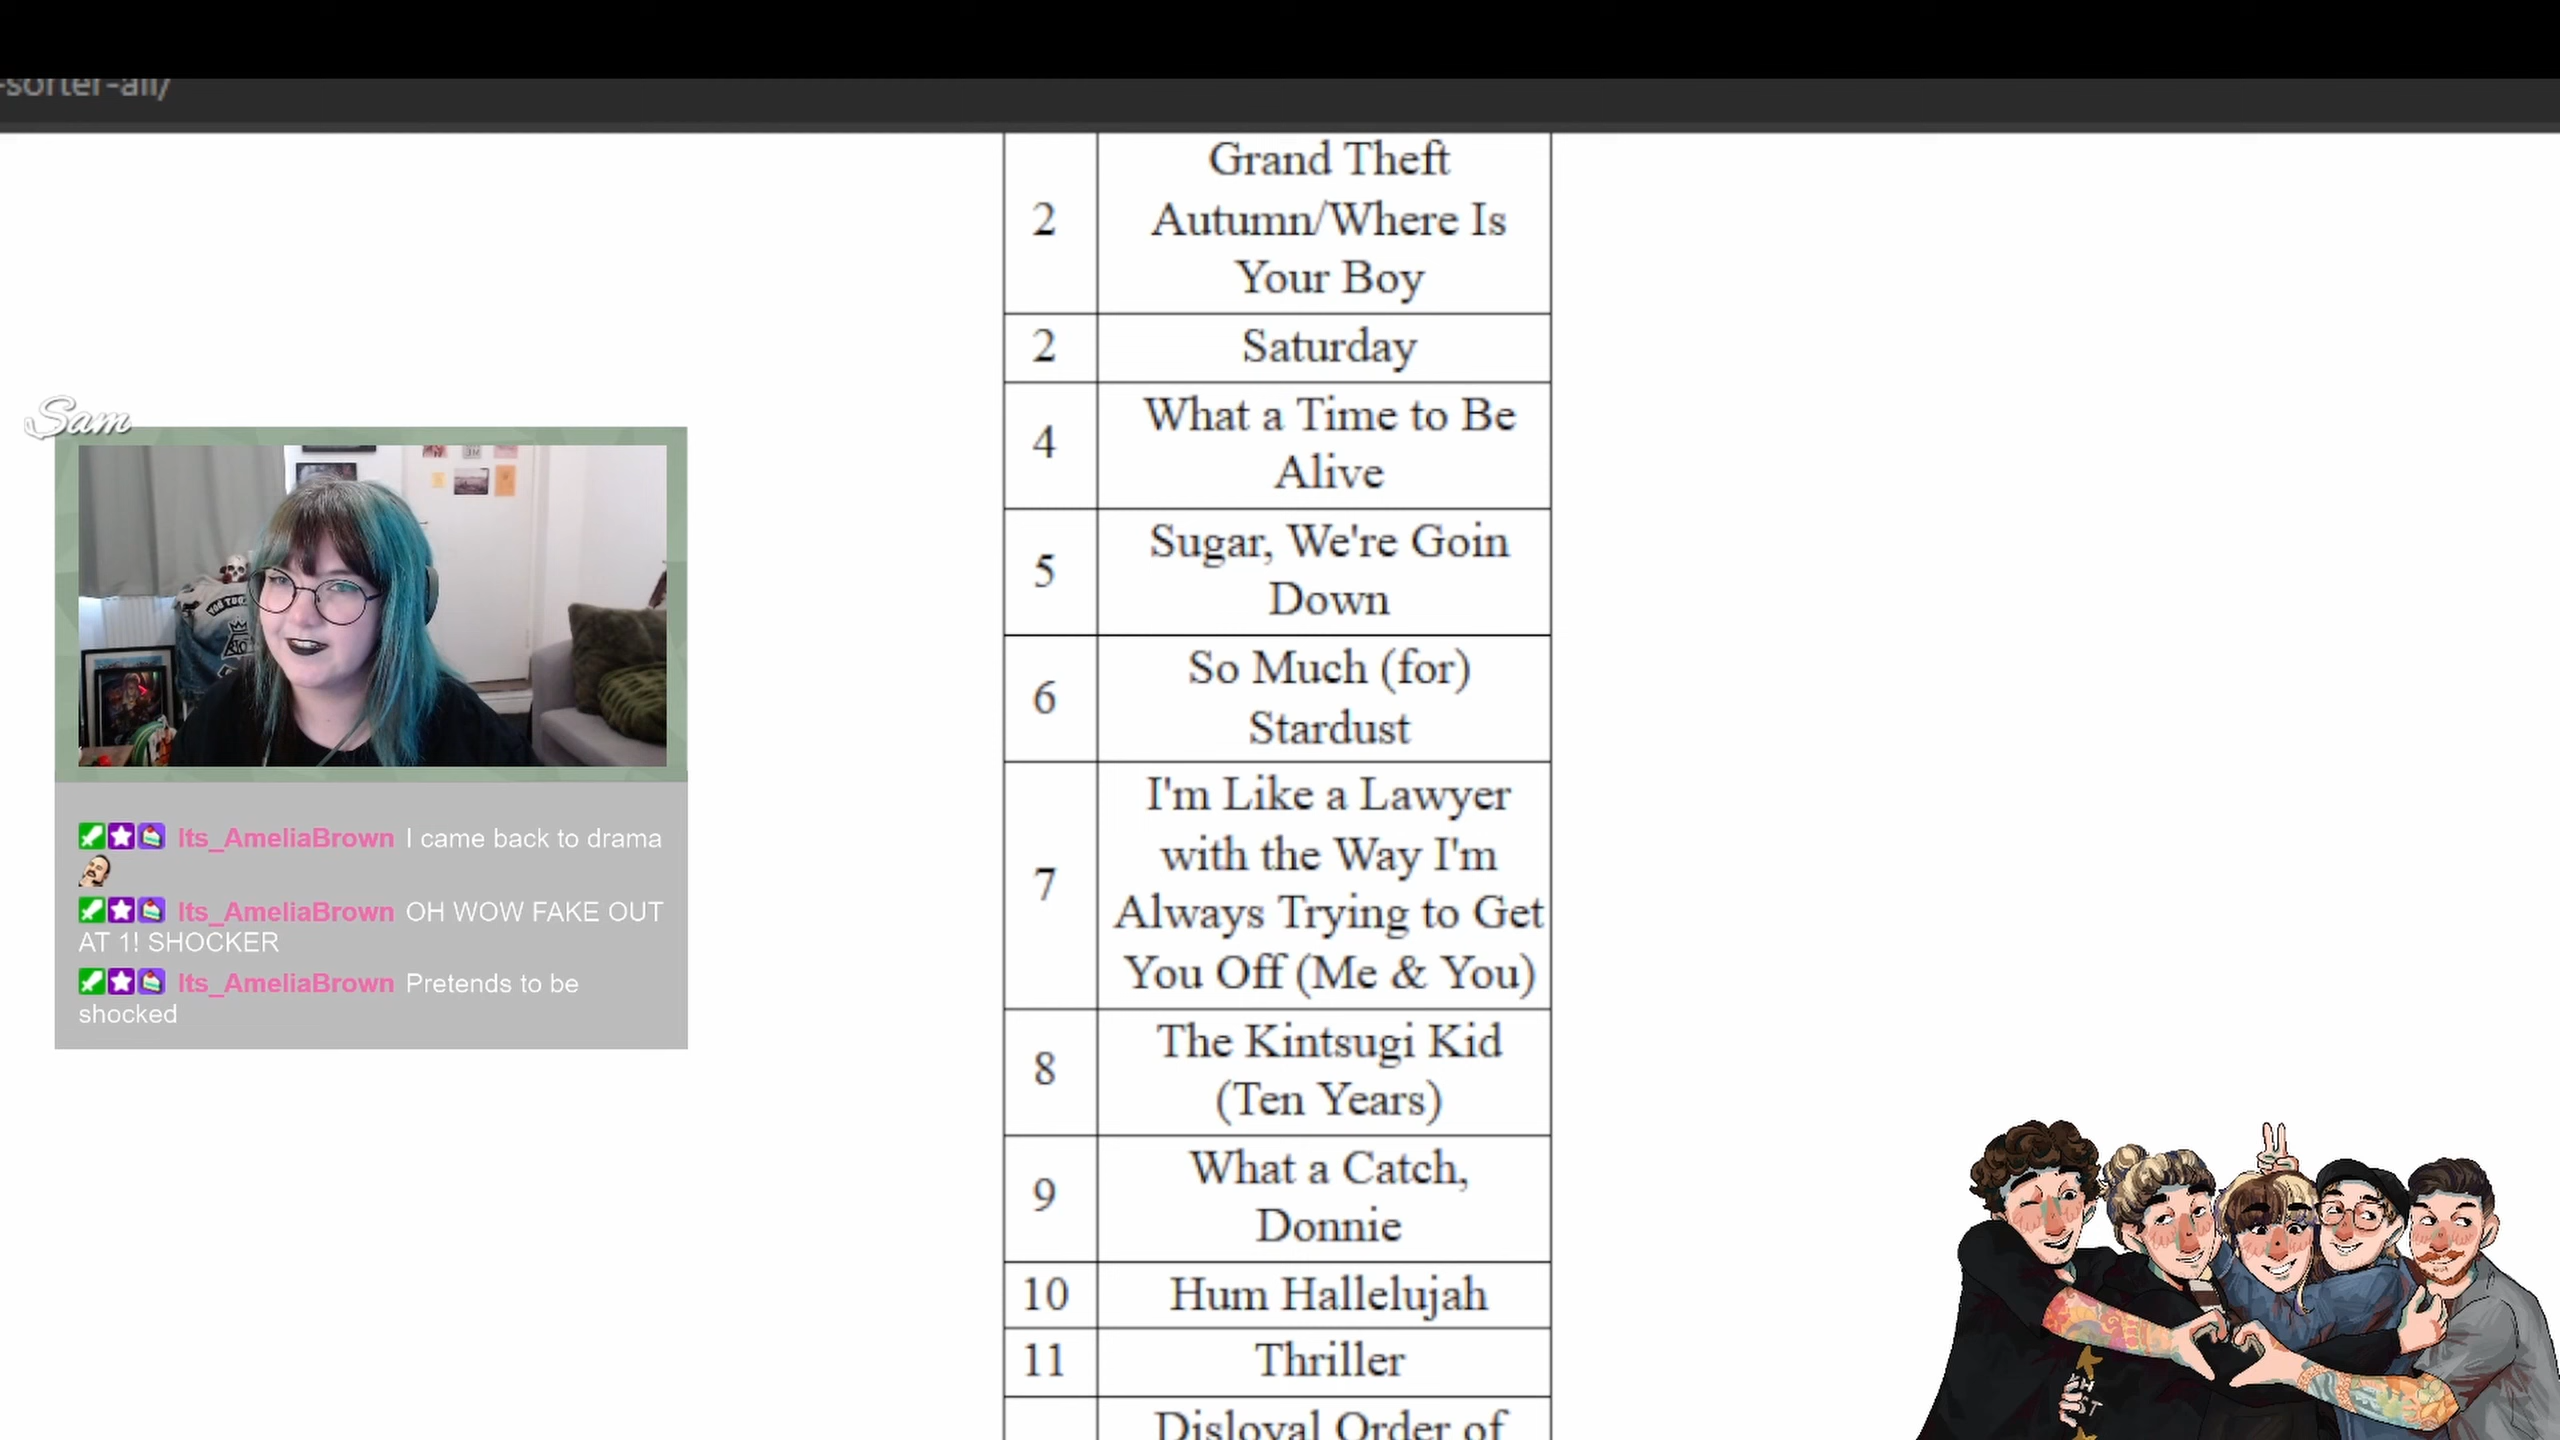 -sorter-all/
2
Grand Theft
Autumn/Where Is
Your Boy
2
Saturday
4
What a Time to Be
Alive
5
Sugar, We're Goin
Down
6
So Much (for)
Stardust
7
I'm Like a Lawyer
with the Way I'm
Always Trying to Get
You Off (Me & You)
8
The Kintsugi Kid
(Ten Years)
9
What a Catch,
Donnie
10
Hum Hallelujah
11
Thriller
Disloyal Order of
Sam
Its_AmeliaBrown I came back to drama
Its_AmeliaBrown OH WOW FAKE OUT
AT 1! SHOCKER
Its_AmeliaBrown Pretends to be
shocked